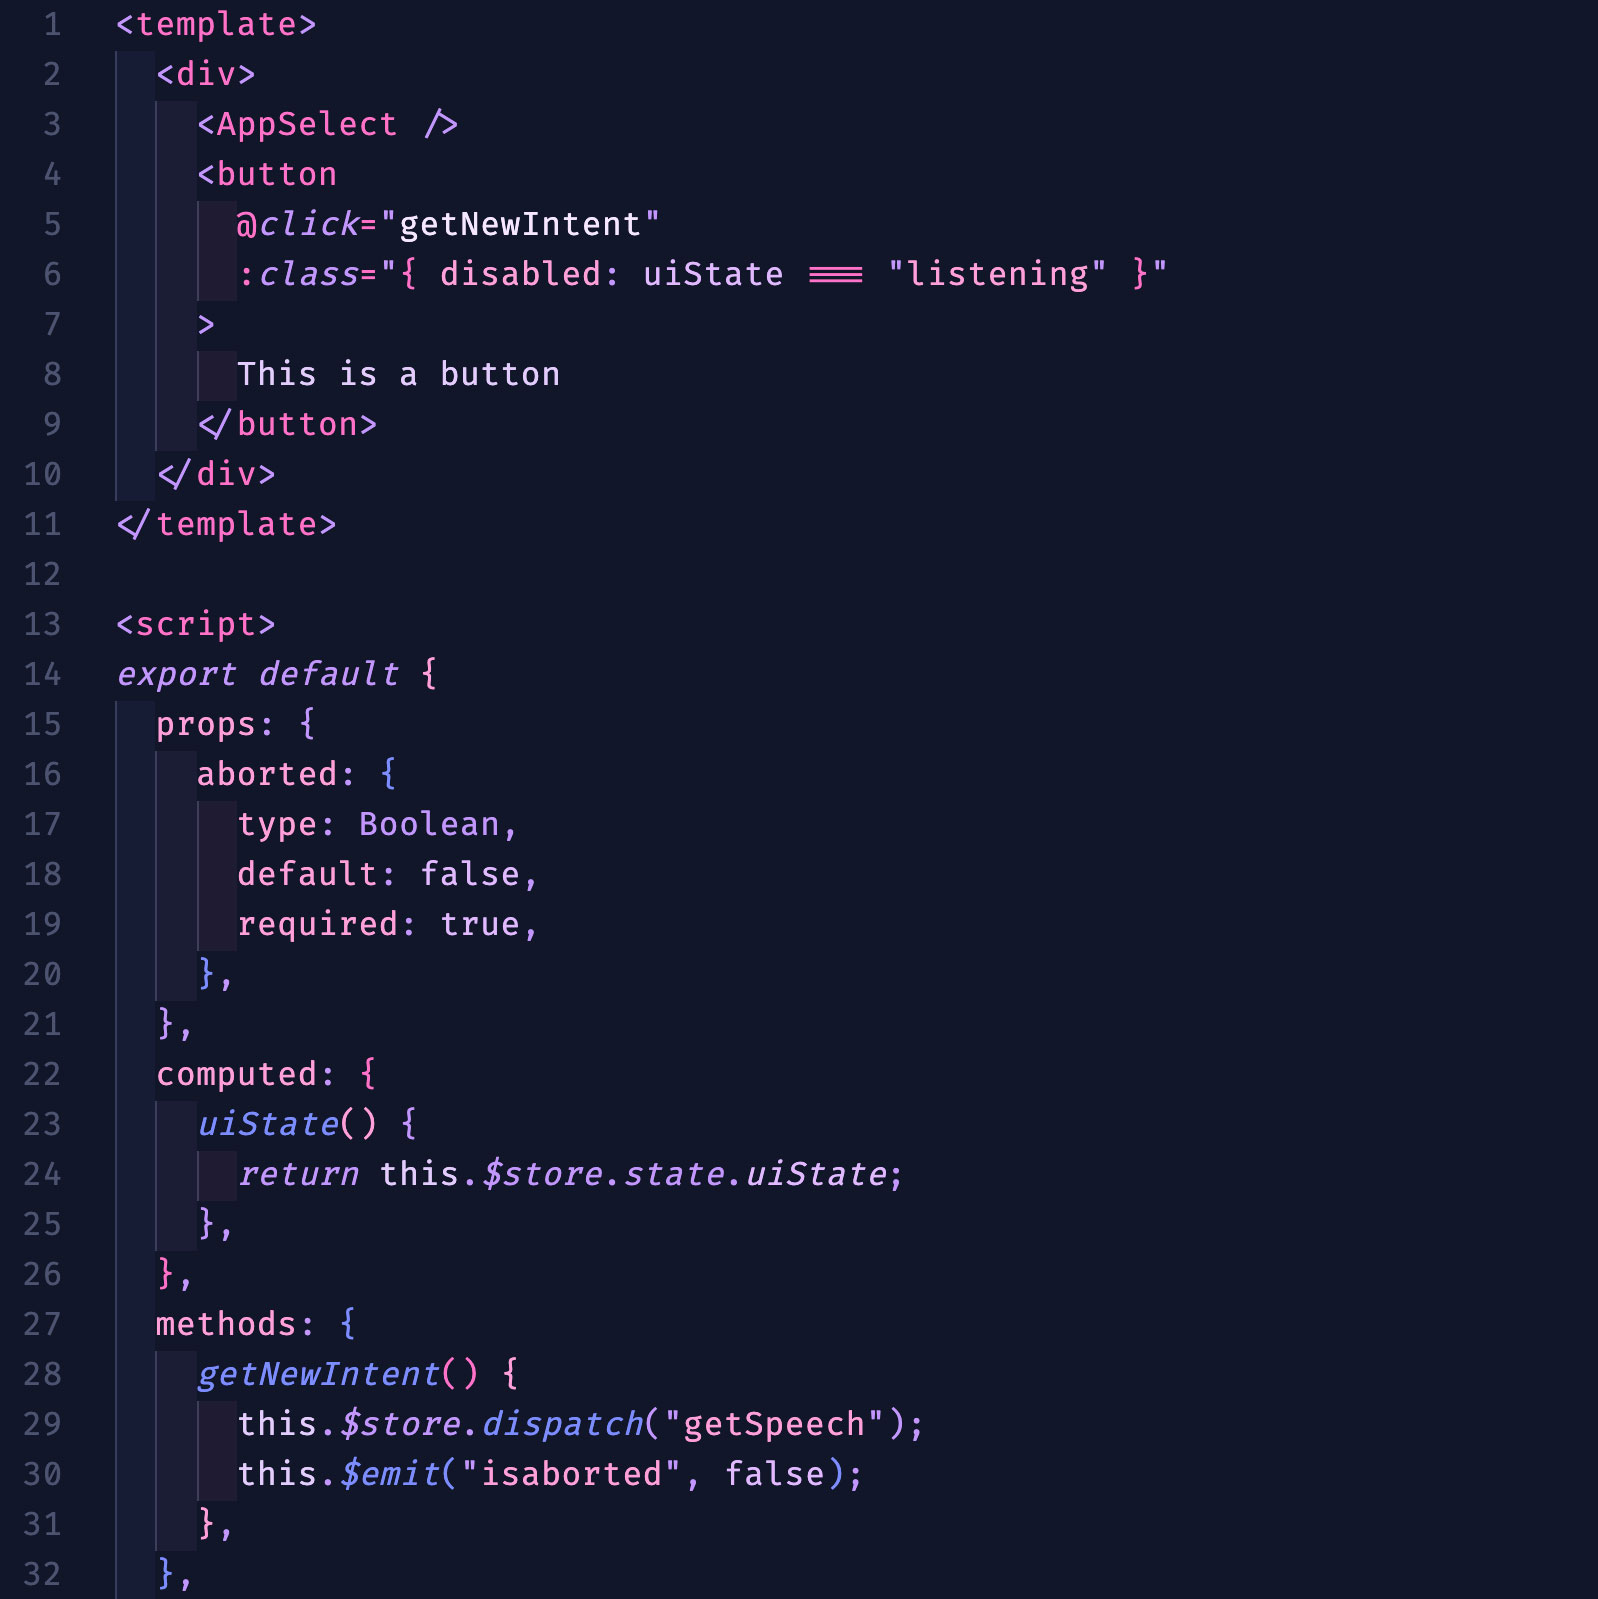 1 <template>
2   <div>
3     <AppSelect />
4     <button
5       @click="getNewIntent"
6       :class="{ disabled: uiState === "listening" }"
7     >
8       This is a button
9     </button>
10   </div>
11 </template>
12
13 <script>
14 export default {
15   props: {
16     aborted: {
17       type: Boolean,
18       default: false,
19       required: true,
20     },
21   },
22   computed: {
23     uiState() {
24       return this.$store.state.uiState;
25     },
26   },
27   methods: {
28     getNewIntent() {
29       this.$store.dispatch("getSpeech");
30       this.$emit("isaborted", false);
31     },
32   },